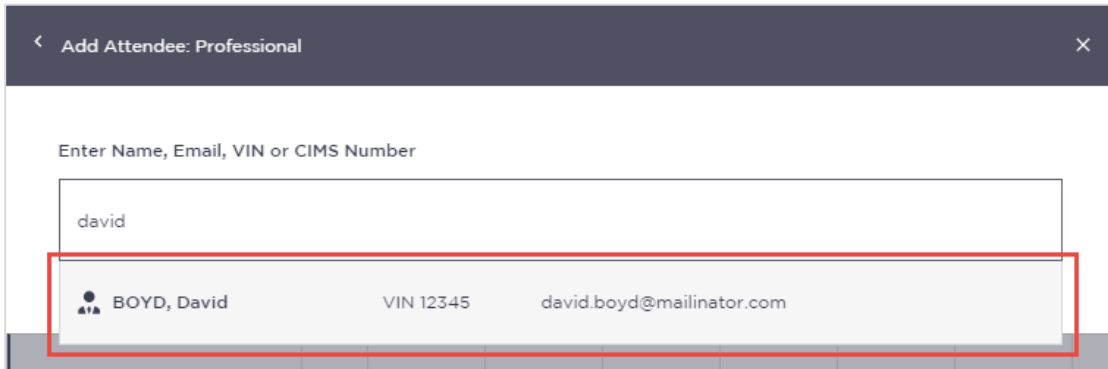 Add Attendee: Professional
Enter Name, Email, VIN or CIMS Number
david
BOYD, David VIN 12345 david.boyd@mailinator.com